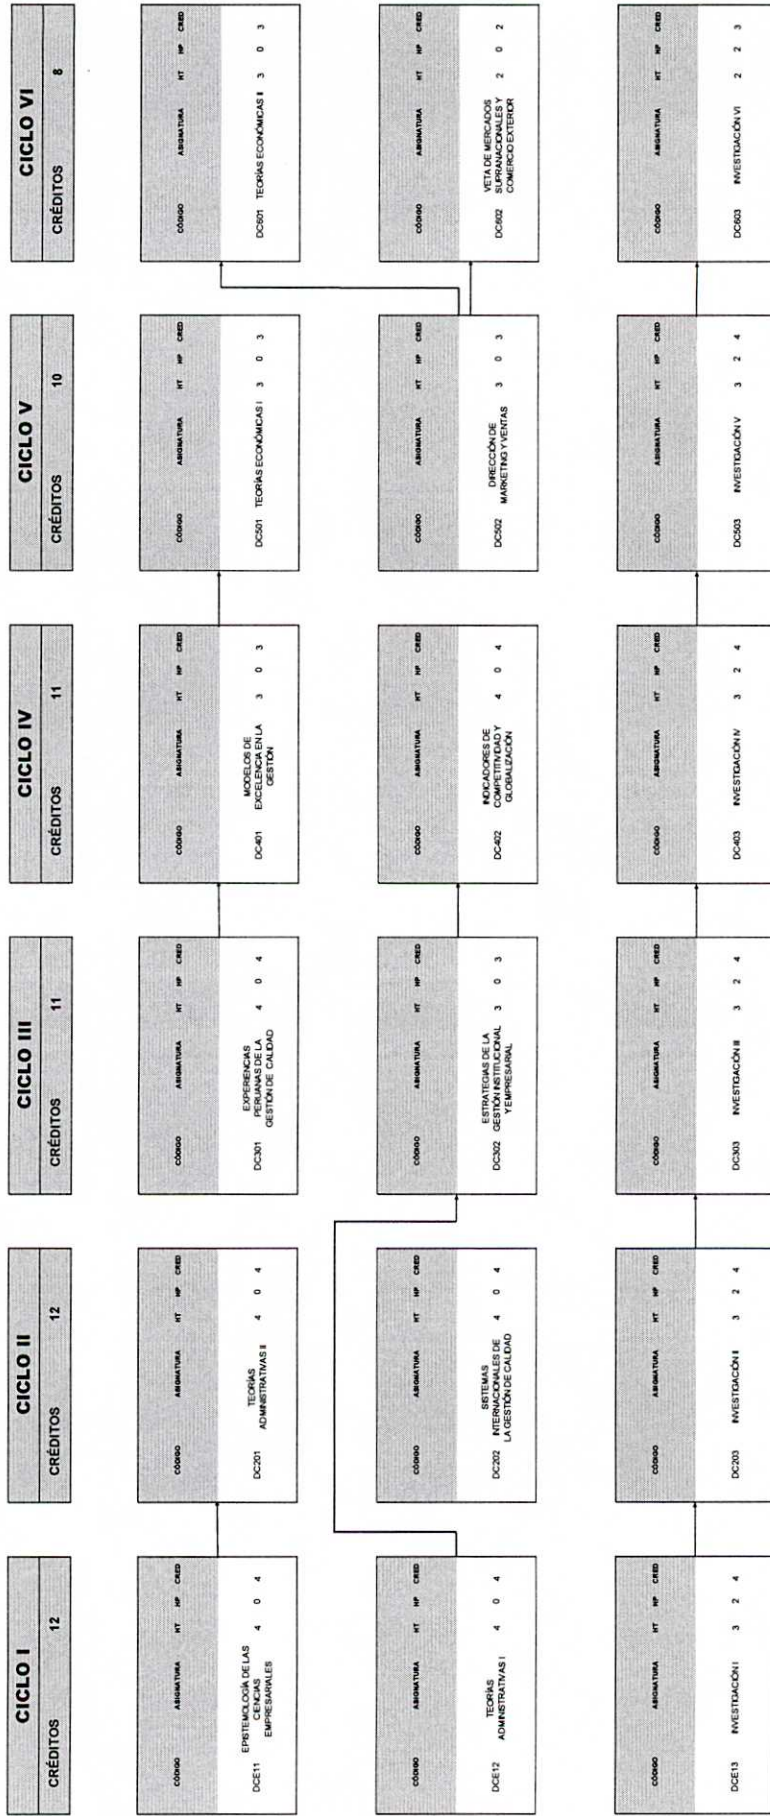 CICLO I
CRÉDITOS 12
CÓDIGO ASIGNATURA HT HP CRED
EPISTEMOLOGÍA DE LAS
DCE11 CIENCIAS 4 0 4
EMPRESARIALES
CÓDIGO ASIGNATURA HT HP CRED
TEORÍAS
DCE12 ADMINISTRATIVAS I 4 0 4
CÓDIGO ASIGNATURA HT HP CRED
DCE13 INVESTIGACIÓN I 3 2 4
CICLO II
CRÉDITOS 12
CÓDIGO ASIGNATURA HT HP CRED
TEORÍAS
DC201 ADMINISTRATIVAS II 4 0 4
CÓDIGO ASIGNATURA HT HP CRED
SISTEMAS
DC202 INTERNACIONALES DE 4 0 4
LA GESTIÓN DE CALIDAD
CÓDIGO ASIGNATURA HT HP CRED
DC203 INVESTIGACIÓN II 3 2 4
CICLO III
CRÉDITOS 11
CÓDIGO ASIGNATURA HT HP CRED
EXPERIENCIAS
DC301 PERUANAS DE LA 4 0 4
GESTIÓN DE CALIDAD
CÓDIGO ASIGNATURA HT HP CRED
ESTRATEGIAS DE LA
DC302 GESTIÓN INSTITUCIONAL 3 0 3
Y EMPRESARIAL
CÓDIGO ASIGNATURA HT HP CRED
DC303 INVESTIGACIÓN III 3 2 4
CICLO IV
CRÉDITOS 11
CÓDIGO ASIGNATURA HT HP CRED
MODELOS DE
DC401 EXCELENCIA EN LA 3 0 3
GESTIÓN
CÓDIGO ASIGNATURA HT HP CRED
INDICADORES DE
DC402 COMPETITIVIDAD Y 4 0 4
GLOBALIZACIÓN
CÓDIGO ASIGNATURA HT HP CRED
DC403 INVESTIGACIÓN IV 3 2 4
CICLO V
CRÉDITOS 10
CÓDIGO ASIGNATURA HT HP CRED
DC501 TEORÍAS ECONÓMICAS I 3 0 3
CÓDIGO ASIGNATURA HT HP CRED
DIRECCIÓN DE
DC502 MARKETING Y VENTAS 3 0 3
CÓDIGO ASIGNATURA HT HP CRED
DC503 INVESTIGACIÓN V 3 2 4
CICLO VI
CRÉDITOS 8
CÓDIGO ASIGNATURA HT HP CRED
DC601 TEORÍAS ECONÓMICAS II 3 0 3
CÓDIGO ASIGNATURA HT HP CRED
VETA DE MERCADOS
DC602 SUPRANACIONALES Y 2 0 2
COMERCIO EXTERIOR
CÓDIGO ASIGNATURA HT HP CRED
DC603 INVESTIGACIÓN VI 2 2 3